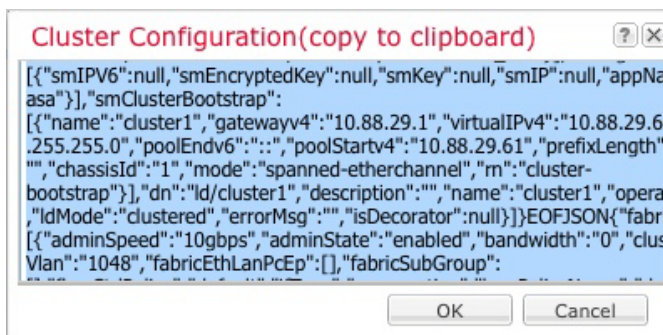 Cluster Configuration(copy to clipboard)
[{"smIPV6":null,"smEncryptedKey":null,"smKey":null,"smIP":null,"appNa
asa"}],"smClusterBootstrap":
[{"name":"cluster1","gatewayv4":"10.88.29.1","virtualIPv4":"10.88.29.6
.255.255.0","poolEndv6":"::","poolStartv4":"10.88.29.61","prefixLength"
"","chassisId":"1","mode":"spanned-etherchannel","rn":"cluster-
bootstrap"}],"dn":"ld/cluster1","description":"","name":"cluster1","opera
,"ldMode":"clustered","errorMsg":"","isDecorator":null}]}EOFJSON{"fabri
[{"adminSpeed":"10gbps","adminState":"enabled","bandwidth":"0","clus
Vlan":"1048","fabricEthLanPcEp":[],"fabricSubGroup":
OK Cancel